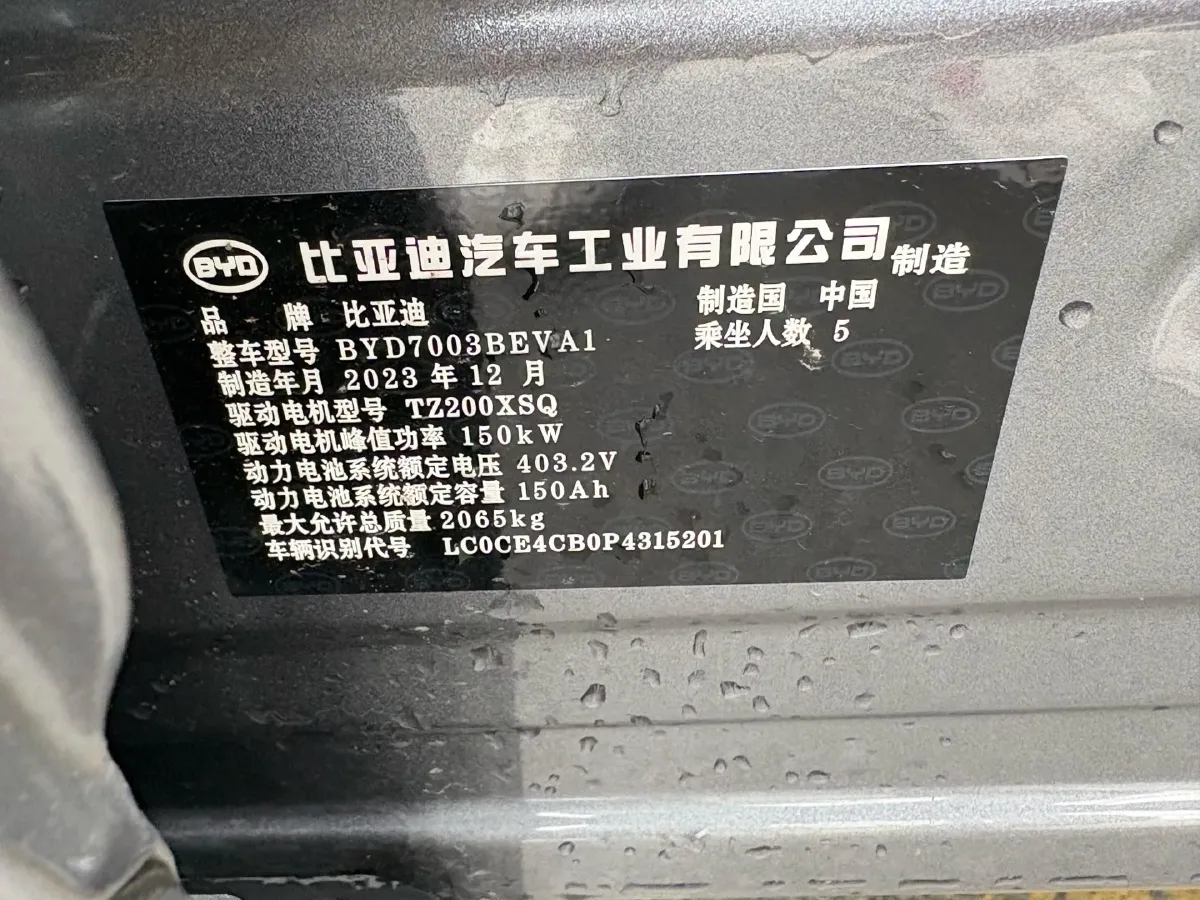 BYD 比亚迪汽车工业有限公司制造
品 牌 比亚迪 制造国 中国
整车型号 BYD7003BEVA1 乘坐人数 5
制造年月 2023 年 12 月
驱动电机型号 TZ200XSQ
驱动电机峰值功率 150kW
动力电池系统额定电压 403.2V
动力电池系统额定容量 150Ah
最大允许总质量 2065kg
车辆识别代号 LC0CE4CB0P4315201